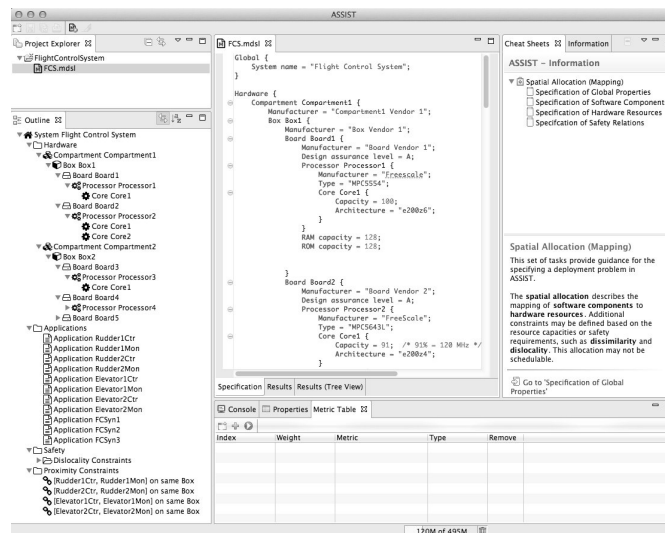 ASSIST
Project Explorer
FlightControlSystem
FCS.mdsl
Outline
System Flight Control System
Hardware
Compartment Compartment1
Box Box1
Board Board1
Processor Processor1
Core Core1
Board Board2
Processor Processor2
Core Core1
Core Core2
Compartment Compartment2
Box Box2
Board Board3
Processor Processor3
Core Core1
Board Board4
Processor Processor4
Board Board5
Applications
Application Rudder1Ctr
Application Rudder1Mon
Application Rudder2Ctr
Application Rudder2Mon
Application Elevator1Ctr
Application Elevator1Mon
Application Elevator2Ctr
Application Elevator2Mon
Application FCSyn1
Application FCSyn2
Application FCSyn3
Safety
Dislocality Constraints
Proximity Constraints
[Rudder1Ctr, Rudder1Mon] on same Box
[Rudder2Ctr, Rudder2Mon] on same Box
[Elevator1Ctr, Elevator1Mon] on same Box
[Elevator2Ctr, Elevator2Mon] on same Box
FCS.mdsl
Global {
System name = "Flight Control System";
}
Hardware {
Compartment Compartment1 {
Manufacturer = "Compartment1 Vendor 1";
Box Box1 {
Manufacturer = "Box Vendor 1";
Board Board1 {
Manufacturer = "Board Vendor 1";
Design assurance level = A;
Processor Processor1 {
Manufacturer = "Freescale";
Type = "MPC5554";
Core Core1 {
Capacity = 100;
Architecture = "e200z6";
}
}
RAM capacity = 128;
ROM capacity = 128;
}
Board Board2 {
Manufacturer = "Board Vendor 2";
Design assurance level = A;
Processor Processor2 {
Manufacturer = "FreeScale";
Type = "MPC5643L";
Core Core1 {
Capacity = 91; /* 91% = 120 MHz */
Architecture = "e200z4";
}
Specification Results Results (Tree View)
Cheat Sheets Information
ASSIST - Information
Spatial Allocation (Mapping)
Specification of Global Properties
Specification of Software Component
Specification of Hardware Resources
Specfication of Safety Relations
Spatial Allocation (Mapping)
This set of tasks provide guidance for the
specifying a deployment problem in
ASSIST.
The spatial allocation describes the
mapping of software components to
hardware resources. Additional
constraints may be defined based on the
resource capacities or safety
requirements, such as dissimilarity and
dislocality. This allocation may not be
schedulable.
Go to 'Specification of Global
Properties'
Console Properties Metric Table
Index Weight Metric Type Remove
120M of 495M